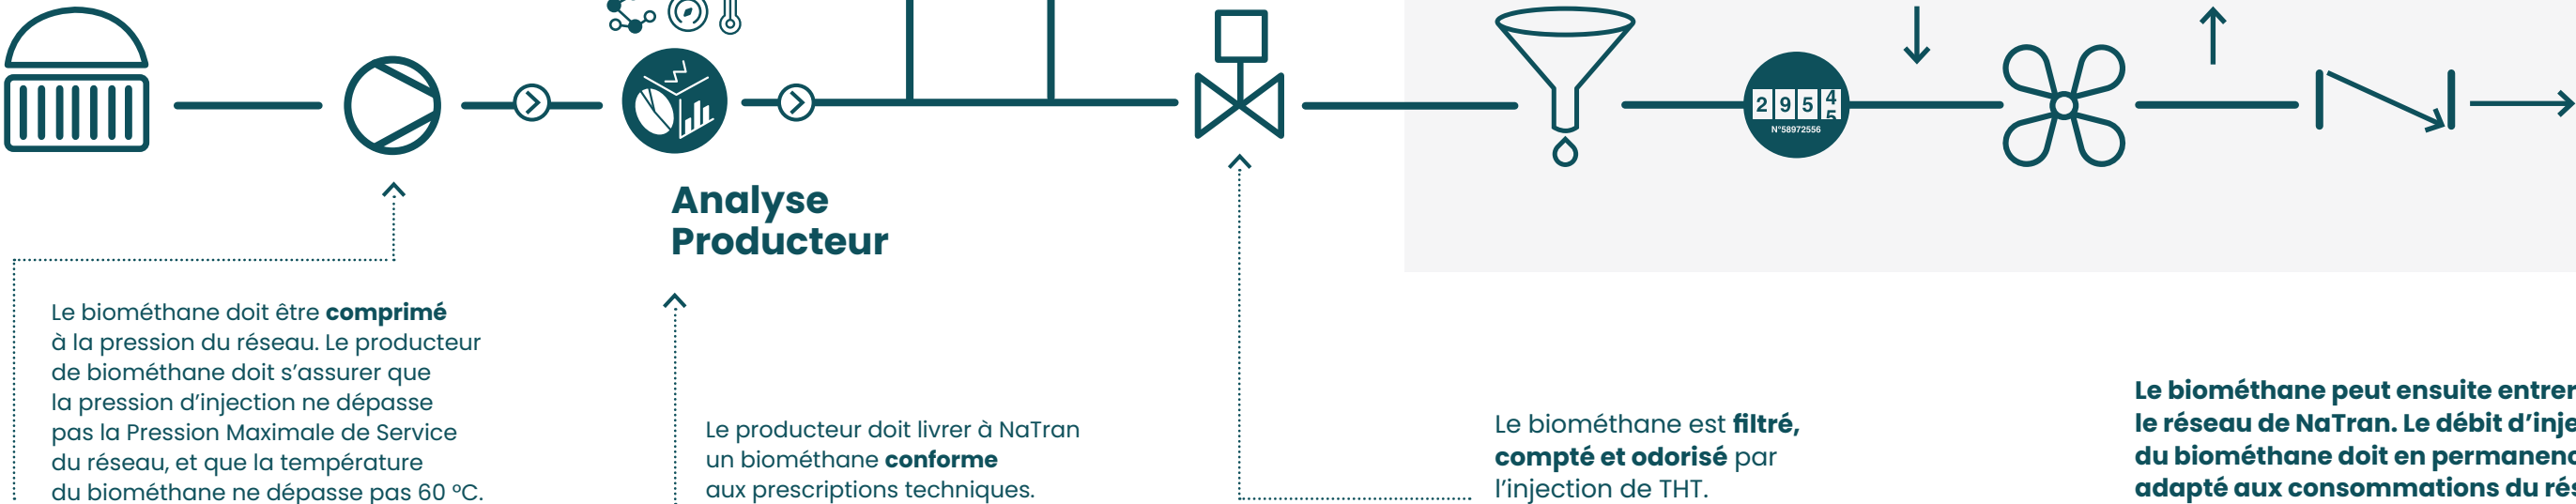 2 9 5 4
5
N°58972556
Analyse
Producteur
Le biométhane doit être comprimé
à la pression du réseau. Le producteur
de biométhane doit s’assurer que
la pression d’injection ne dépasse
pas la Pression Maximale de Service
du réseau, et que la température
du biométhane ne dépasse pas 60 °C.
Le producteur doit livrer à NaTran
un biométhane conforme
aux prescriptions techniques.
Le biométhane est filtré,
compté et odorisé par
l’injection de THT.
Le biométhane peut ensuite entrer
le réseau de NaTran. Le débit d’inje
du biométhane doit en permanenc
adapté aux consommations du rés